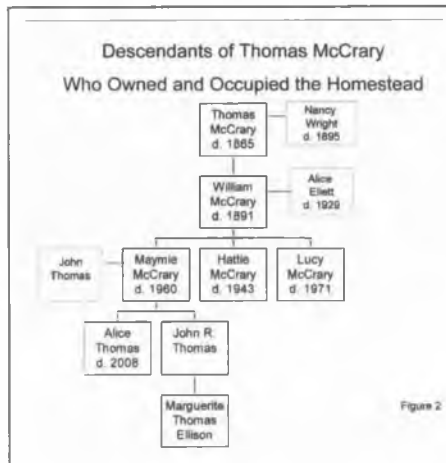 Descendants of Thomas McCrary
Who Owned and Occupied the Homestead
Thomas
McCrary
d. 1865
Nancy
Wright
d. 1895
William
McCrary
d. 1891
Alice
Ellett
d. 1929
John
Thomas
Maymie
McCrary
d. 1960
Hattie
McCrary
d. 1943
Lucy
McCrary
d. 1971
Alice
Thomas
d. 2008
John R.
Thomas
Marguerite
Thomas
Ellison
Figure 2